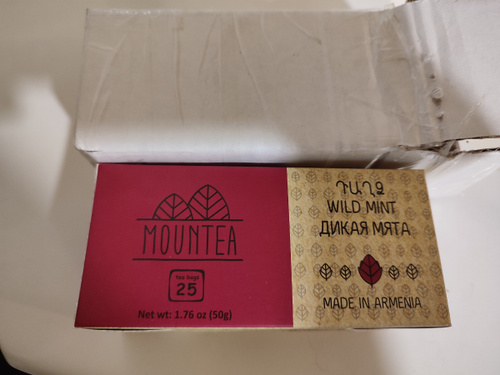 MOUNTEA
Tea bags
25
Net wt: 1.76 oz (50g)
ԴԱՂՁ
WILD MINT
ДИКАЯ МЯТА
MADE IN ARMENIA